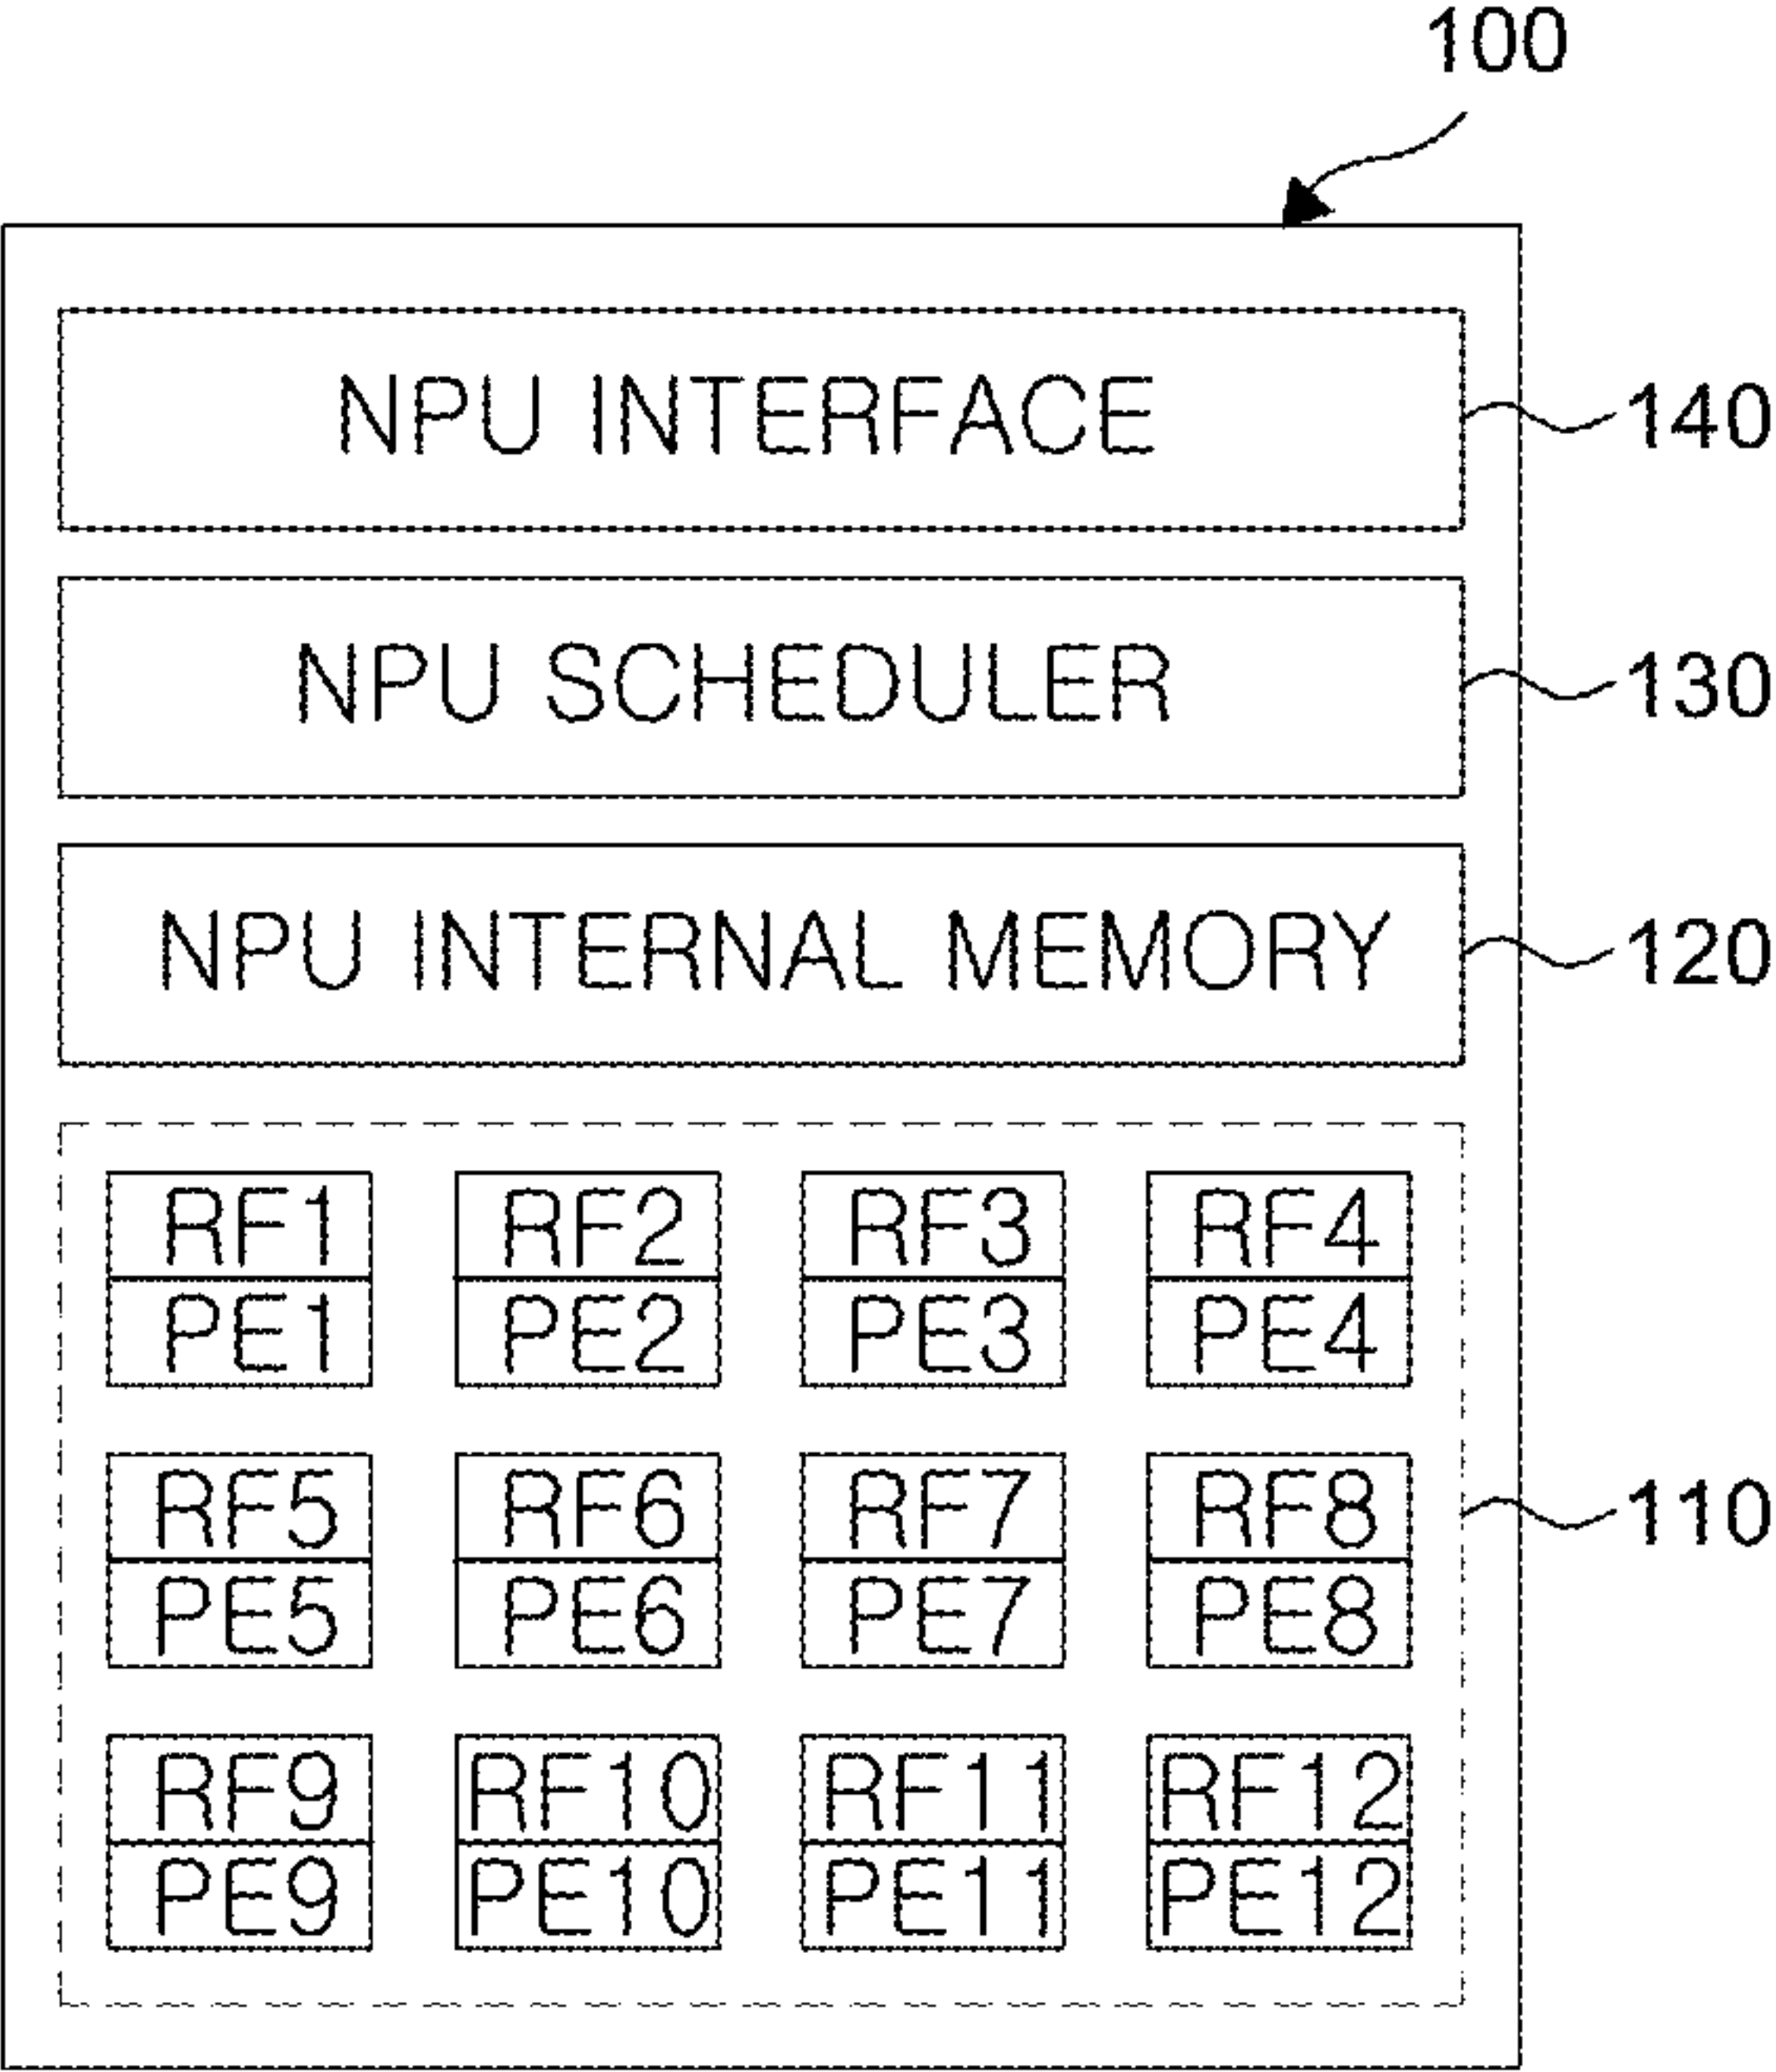 100
NPU INTERFACE 140
NPU SCHEDULER 130
NPU INTERNAL MEMORY 120
RF1 RF2 RF3 RF4
PE1 PE2 PE3 PE4
RF5 RF6 RF7 RF8 110
PE5 PE6 PE7 PE8
RF9 RF10 RF11 RF12
PE9 PE10 PE11 PE12